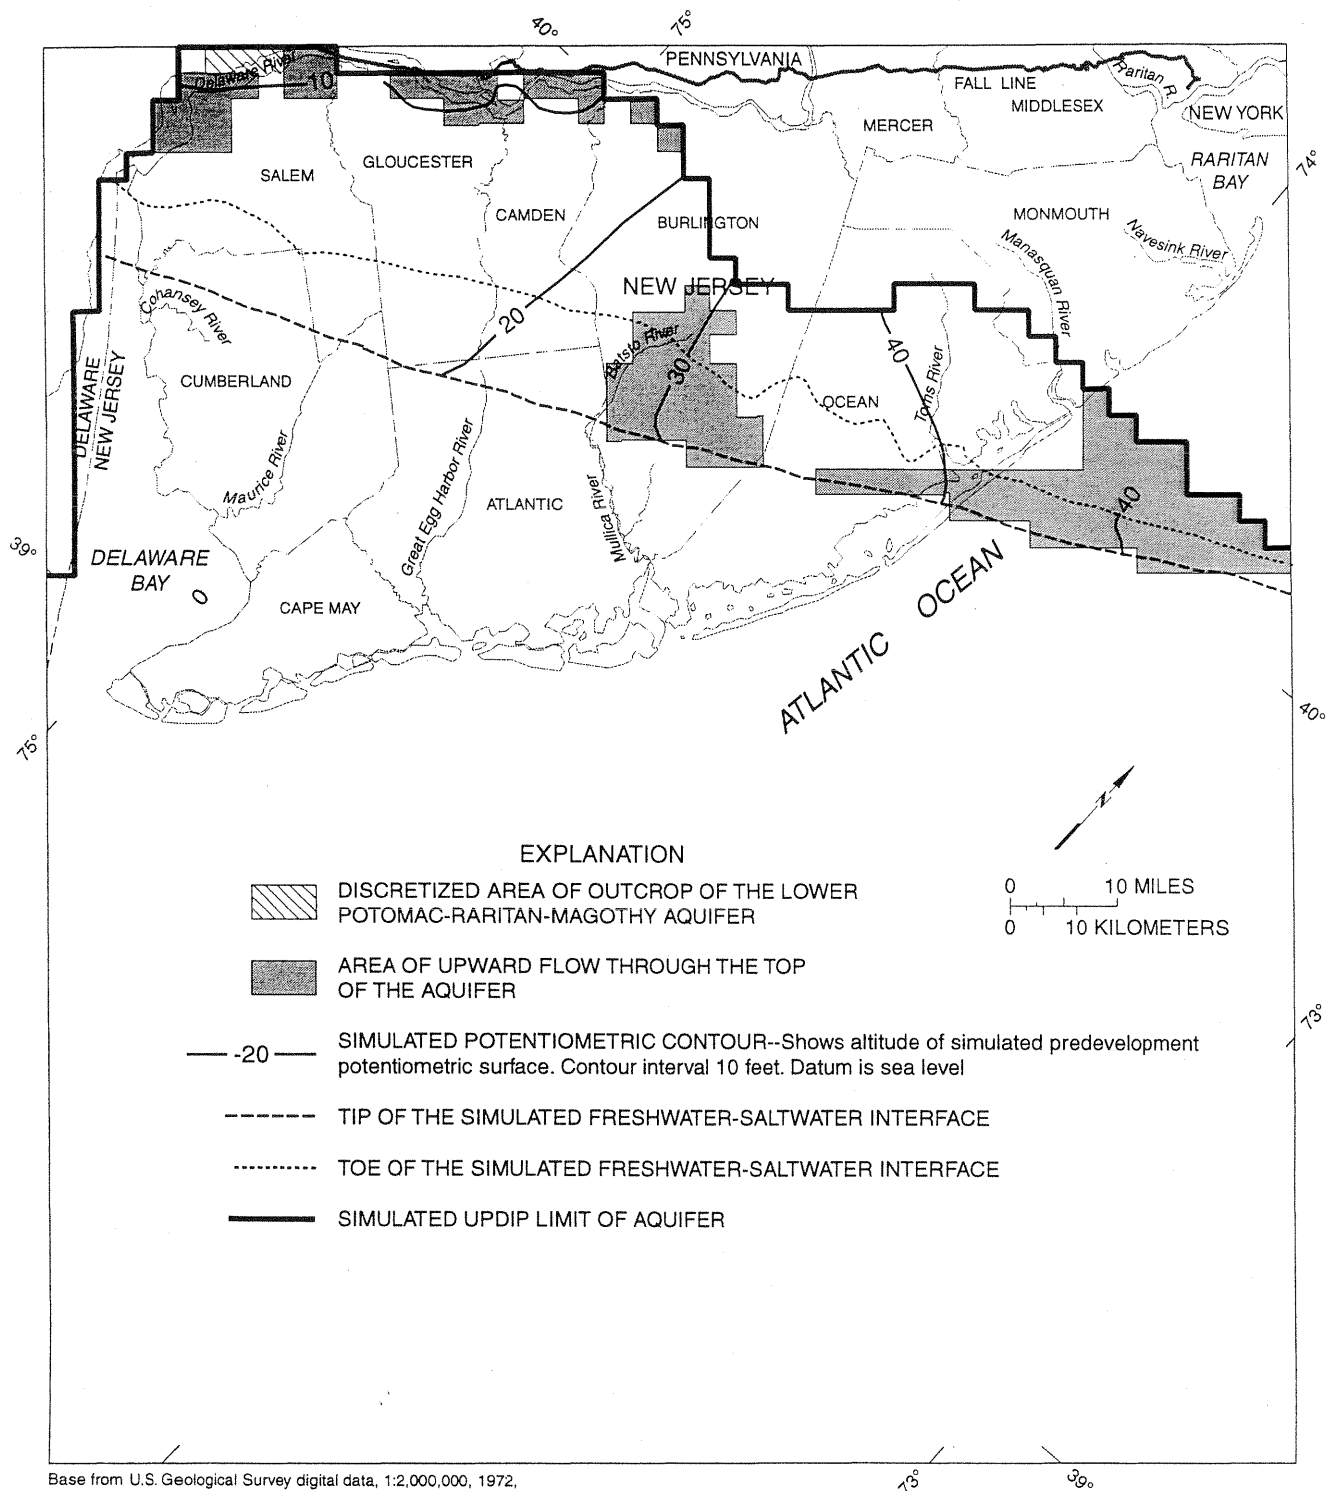 40°
75°
PENNSYLVANIA
Delaware River
10
FALL LINE
Raritan R.
MIDDLESEX
NEW YORK
MERCER
RARITAN
BAY
74°
GLOUCESTER
SALEM
CAMDEN
BURLINGTON
MONMOUTH
Navesink River
Manasquan River
NEW JERSEY
Cohansey River
20
Batsto River
30
40
Toms River
CUMBERLAND
OCEAN
DELAWARE
NEW JERSEY
Maurice River
Great Egg Harbor River
ATLANTIC
Mullica River
40
39°
DELAWARE
BAY
0
CAPE MAY
ATLANTIC OCEAN
75°
40°
N
EXPLANATION
DISCRETIZED AREA OF OUTCROP OF THE LOWER
POTOMAC-RARITAN-MAGOTHY AQUIFER
0 10 MILES
0 10 KILOMETERS
AREA OF UPWARD FLOW THROUGH THE TOP
OF THE AQUIFER
73°
-20
SIMULATED POTENTIOMETRIC CONTOUR--Shows altitude of simulated predevelopment
potentiometric surface. Contour interval 10 feet. Datum is sea level
TIP OF THE SIMULATED FRESHWATER-SALTWATER INTERFACE
TOE OF THE SIMULATED FRESHWATER-SALTWATER INTERFACE
SIMULATED UPDIP LIMIT OF AQUIFER
Base from U.S. Geological Survey digital data, 1:2,000,000, 1972,
73°
39°